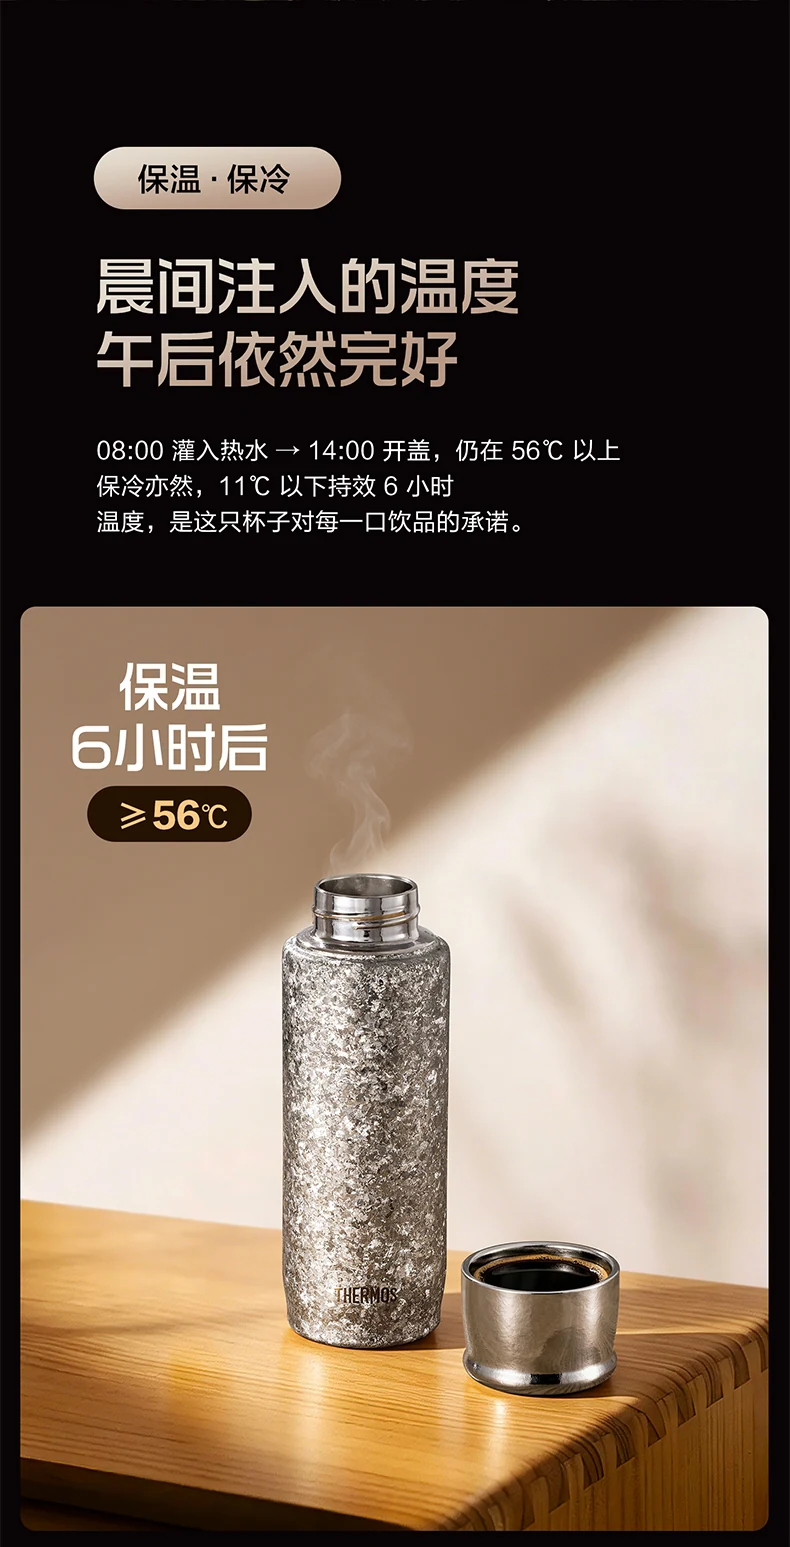 保温·保冷
晨间注入的温度
午后依然完好
08:00 灌入热水 → 14:00 开盖，仍在 56℃ 以上
保冷亦然，11℃ 以下持效 6 小时
温度，是这只杯子对每一口饮品的承诺。
保温
6小时后
≥56℃
THERMOS